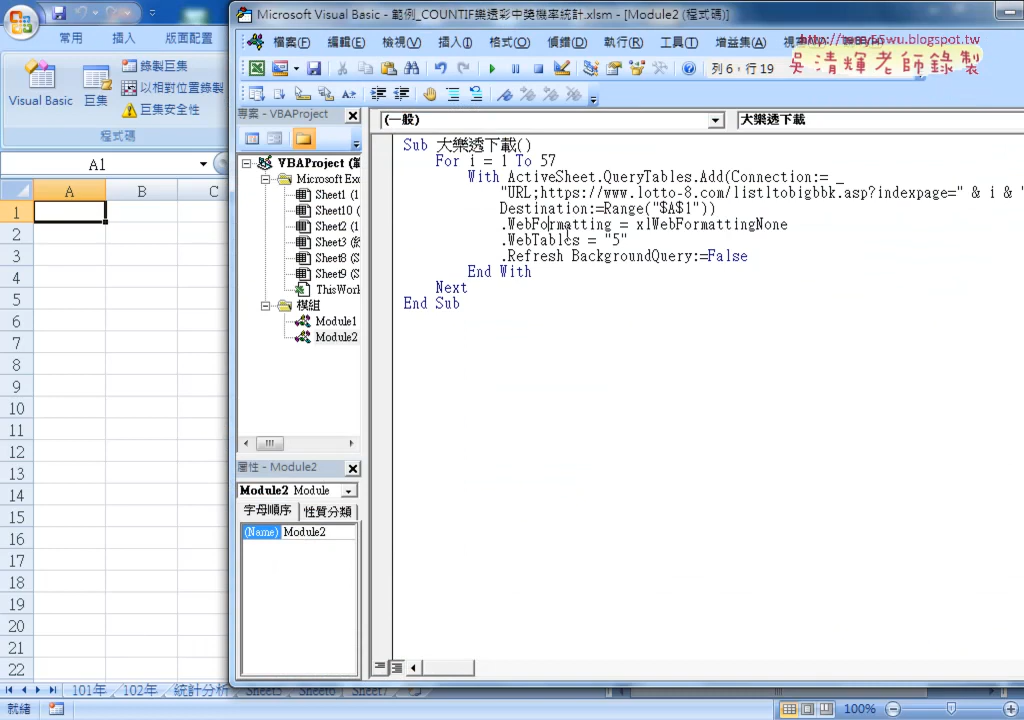 Microsoft Visual Basic - 範例_COUNTIF樂透彩中獎機率統計.xlsm - [Module2 (程式碼)]
常用 插入 版面配置
檔案(F) 編輯(E) 檢視(V) 插入(I) 格式(O) 偵錯(D) 執行(R) 工具(T) 增益集(A)
吳清輝老師錄製
列 6，行 19
Visual Basic 巨集 錄製巨集
以相對位置錄製
巨集安全性
程式碼
專案 - VBAProject
(一般) 大樂透下載
A1
A B C
VBAProject (
Microsoft Exc
Sheet1 (1
Sheet10 (
Sheet2 (1
Sheet3 (
Sheet8 (S
Sheet9 (S
ThisWork
模組
Module1
Module2
Sub 大樂透下載()
For i = 1 To 57
With ActiveSheet.QueryTables.Add(Connection:= _
"URL;https://www.lotto-8.com/listltobigbbk.asp?indexpage=" & i & "
Destination:=Range("$A$1"))
.WebFormatting = xlWebFormattingNone
.WebTables = "5"
.Refresh BackgroundQuery:=False
End With
Next
End Sub
屬性 - Module2
Module2 Module
字母順序 性質分類
(Name) Module2
1
2
3
4
5
6
7
8
9
10
11
12
13
14
15
16
17
18
19
20
21
22
101年 102年 統計分析 Sheet5 Sheet6 Sheet7
就緒
100%